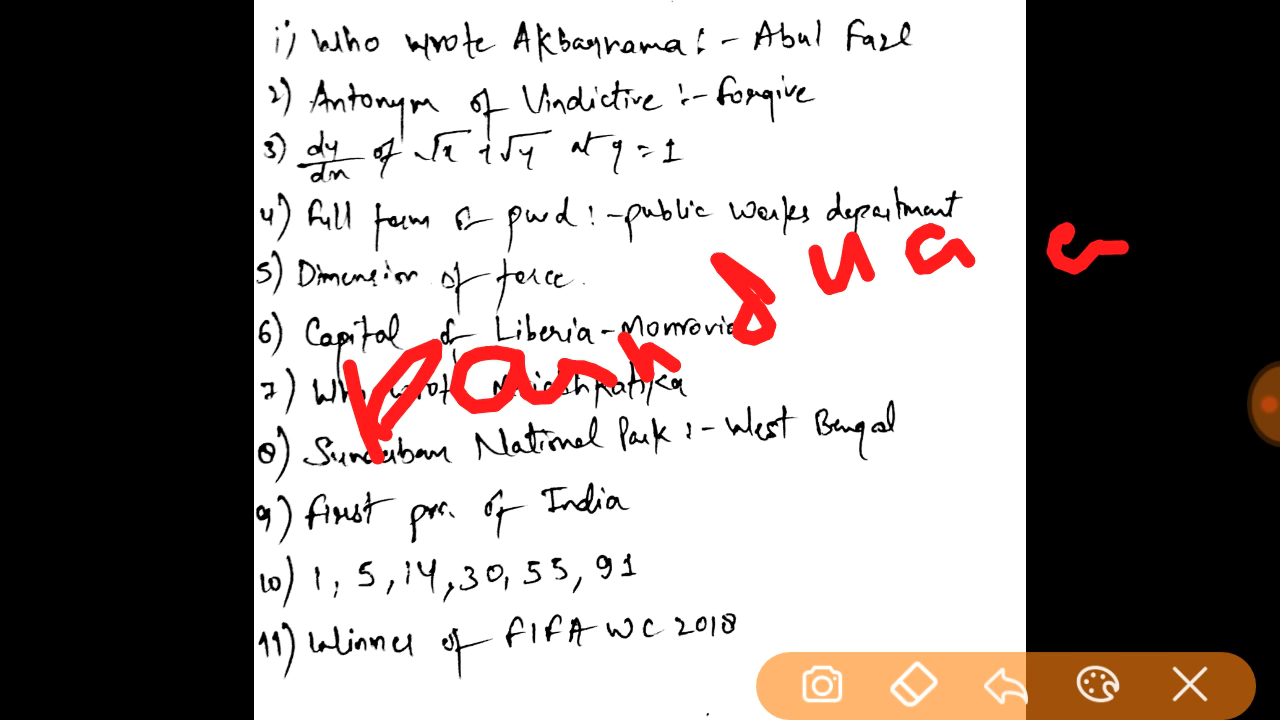 1) Who wrote Akbarnama :- Abul Fazl
2) Antonym of Vindictive :- Forgive
3) dy/dx of √x + √y at y = 1
4) Full form of pwd :- public works department
5) Dimension of force.
6) Capital of Liberia - Monrovia
7) Who wrote
8) Sundarban National Park :- West Bengal
9) First pm. of India
10) 1, 5, 14, 30, 55, 91
11) Winner of FIFA WC 2018